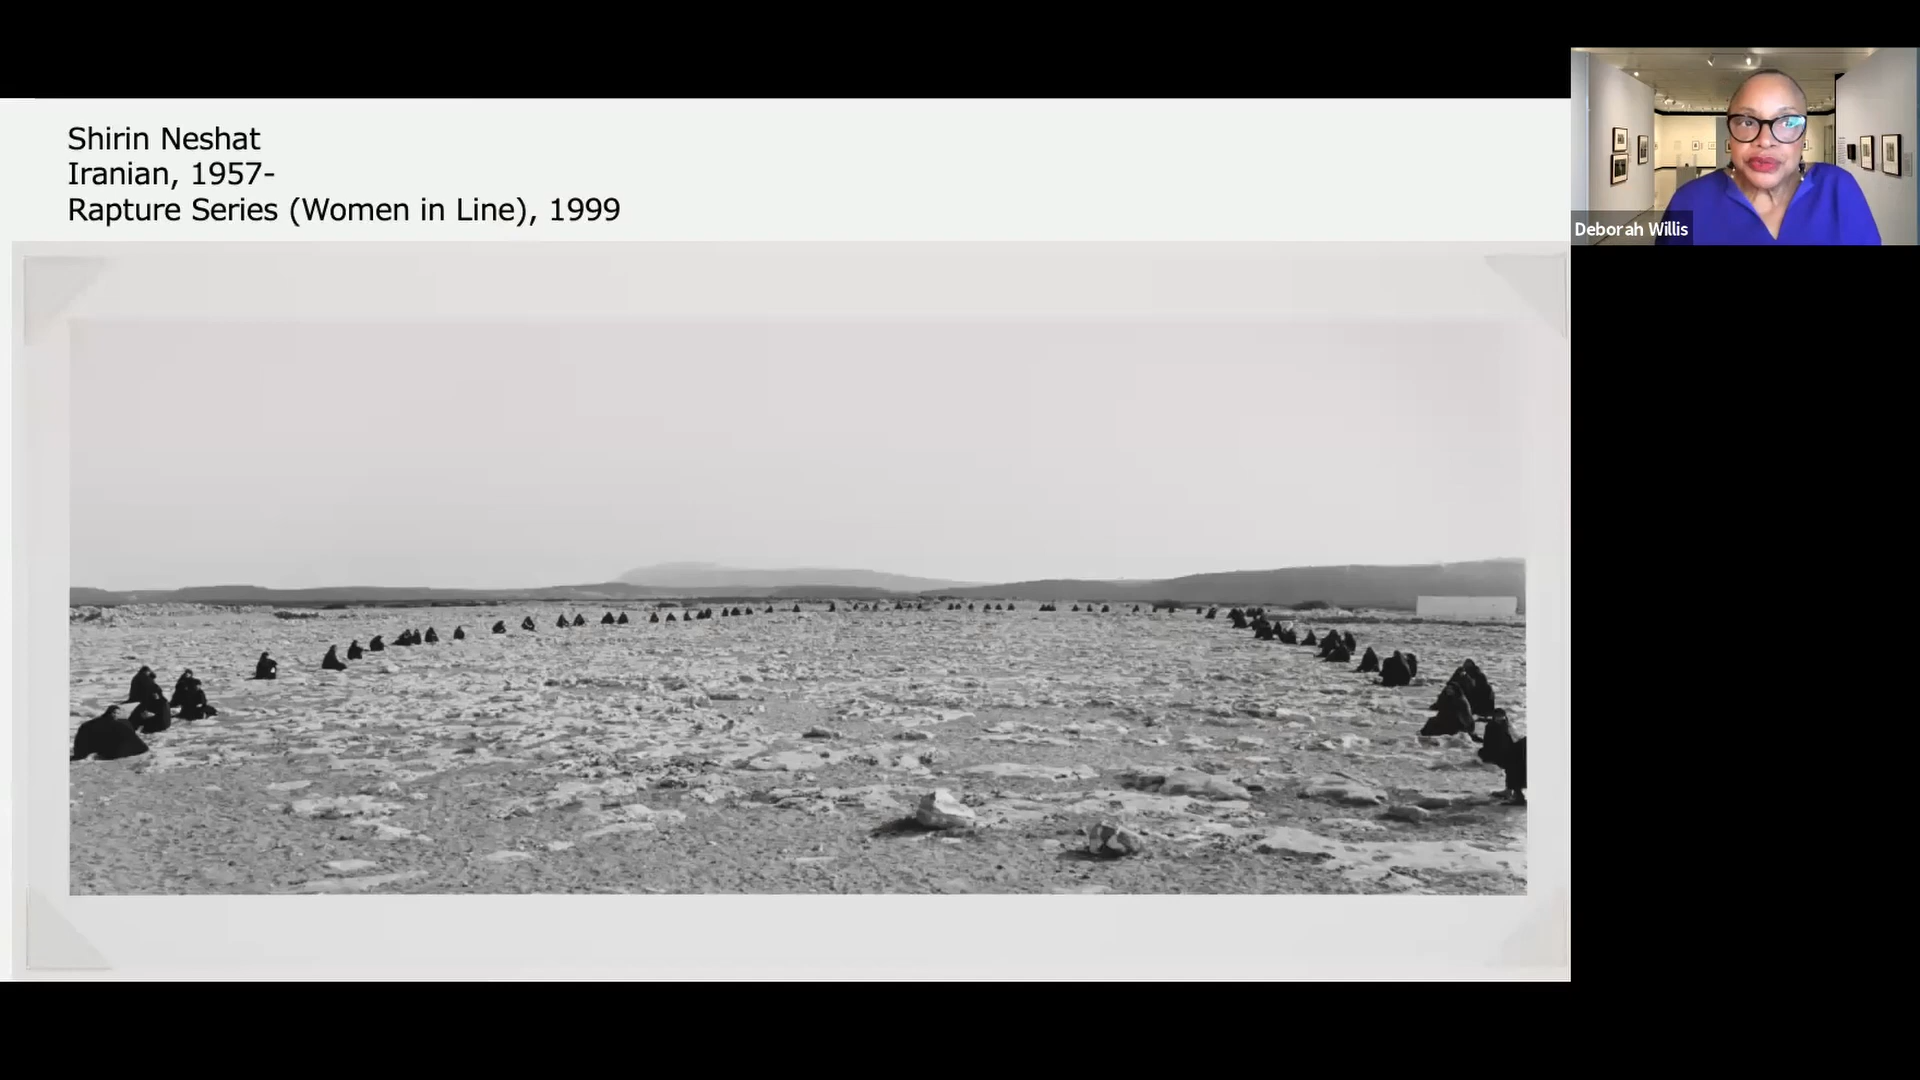 Shirin Neshat
Iranian, 1957-
Rapture Series (Women in Line), 1999
Deborah Willis